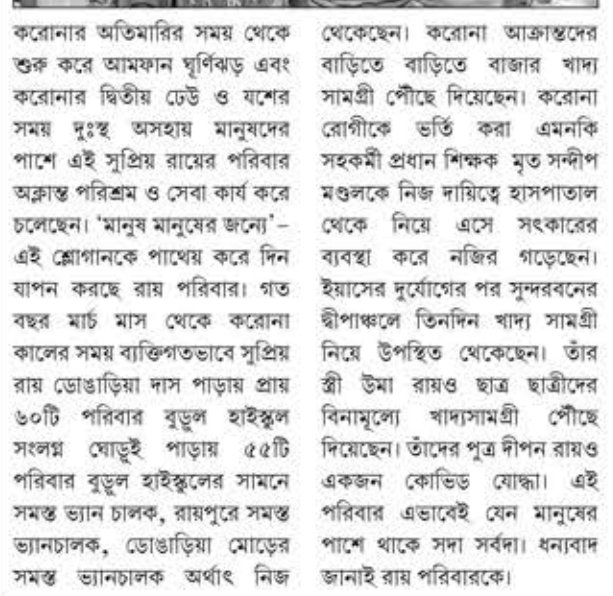 করোনার অতিমারির সময় থেকে
শুরু করে আমফান ঘূর্ণিঝড় এবং
করোনার দ্বিতীয় ঢেউ ও যশের
সময় দুঃস্থ অসহায় মানুষদের
পাশে এই সুপ্রিয় রায়ের পরিবার
অক্লান্ত পরিশ্রম ও সেবা কার্য করে
চলেছেন। ‘মানুষ মানুষের জন্যে’–
এই শ্লোগানকে পাথেয় করে দিন
যাপন করছে রায় পরিবার। গত
বছর মার্চ মাস থেকে করোনা
কালের সময় ব্যক্তিগতভাবে সুপ্রিয়
রায় ডোঙাড়িয়া দাস পাড়ায় প্রায়
৬০টি পরিবার বুড়ুল হাইস্কুল
সংলগ্ন ঘোড়ুই পাড়ায় ৫৫টি
পরিবার বুড়ুল হাইস্কুলের সামনে
সমস্ত ভ্যান চালক, রায়পুরে সমস্ত
ভ্যানচালক, ডোঙাড়িয়া মোড়ের
সমস্ত ভ্যানচালক অর্থাৎ নিজ
থেকেছেন। করোনা আক্রান্তদের
বাড়িতে বাড়িতে বাজার খাদ্য
সামগ্রী পৌঁছে দিয়েছেন। করোনা
রোগীকে ভর্তি করা এমনকি
সহকর্মী প্রধান শিক্ষক মৃত সন্দীপ
মণ্ডলকে নিজ দায়িত্বে হাসপাতাল
থেকে নিয়ে এসে সৎকারের
ব্যবস্থা করে নজির গড়েছেন।
ইয়াসের দুর্যোগের পর সুন্দরবনের
দ্বীপাঞ্চলে তিনদিন খাদ্য সামগ্রী
নিয়ে উপস্থিত থেকেছেন। তাঁর
স্ত্রী উমা রায়ও ছাত্র ছাত্রীদের
বিনামূল্যে খাদ্যসামগ্রী পৌঁছে
দিয়েছেন। তাঁদের পুত্র দীপন রায়ও
একজন কোভিড যোদ্ধা। এই
পরিবার এভাবেই যেন মানুষের
পাশে থাকে সদা সর্বদা। ধন্যবাদ
জানাই রায় পরিবারকে।